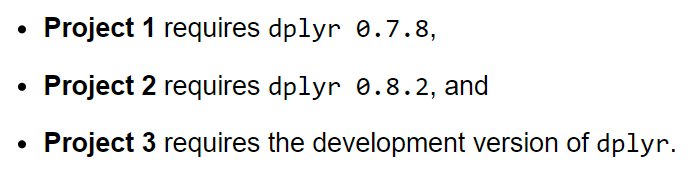 • Project 1 requires dplyr 0.7.8,
• Project 2 requires dplyr 0.8.2, and
• Project 3 requires the development version of dplyr.